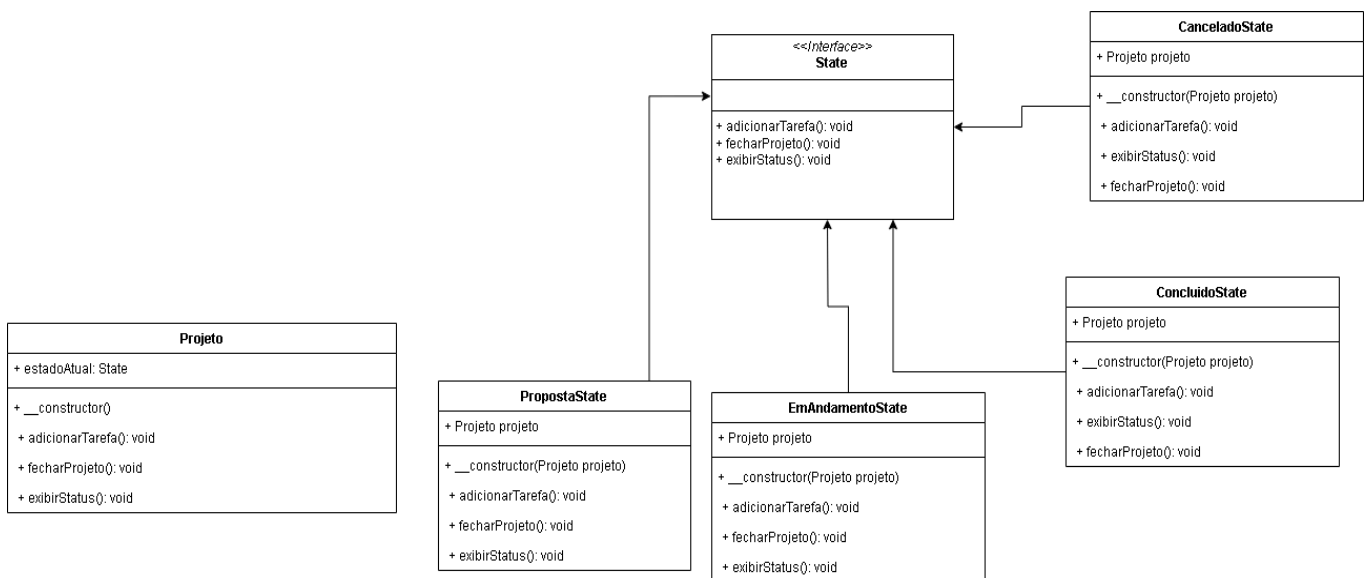 <<Interface>>
State
+ adicionarTarefa(): void
+ fecharProjeto(): void
+ exibirStatus(): void
CanceladoState
+ Projeto projeto
+ __constructor(Projeto projeto)
+ adicionarTarefa(): void
+ exibirStatus(): void
+ fecharProjeto(): void
ConcluidoState
+ Projeto projeto
+ __constructor(Projeto projeto)
+ adicionarTarefa(): void
+ exibirStatus(): void
+ fecharProjeto(): void
Projeto
+ estadoAtual: State
+ __constructor()
+ adicionarTarefa(): void
+ fecharProjeto(): void
+ exibirStatus(): void
PropostaState
+ Projeto projeto
+ __constructor(Projeto projeto)
+ adicionarTarefa(): void
+ fecharProjeto(): void
+ exibirStatus(): void
EmAndamentoState
+ Projeto projeto
+ __constructor(Projeto projeto)
+ adicionarTarefa(): void
+ fecharProjeto(): void
+ exibirStatus(): void